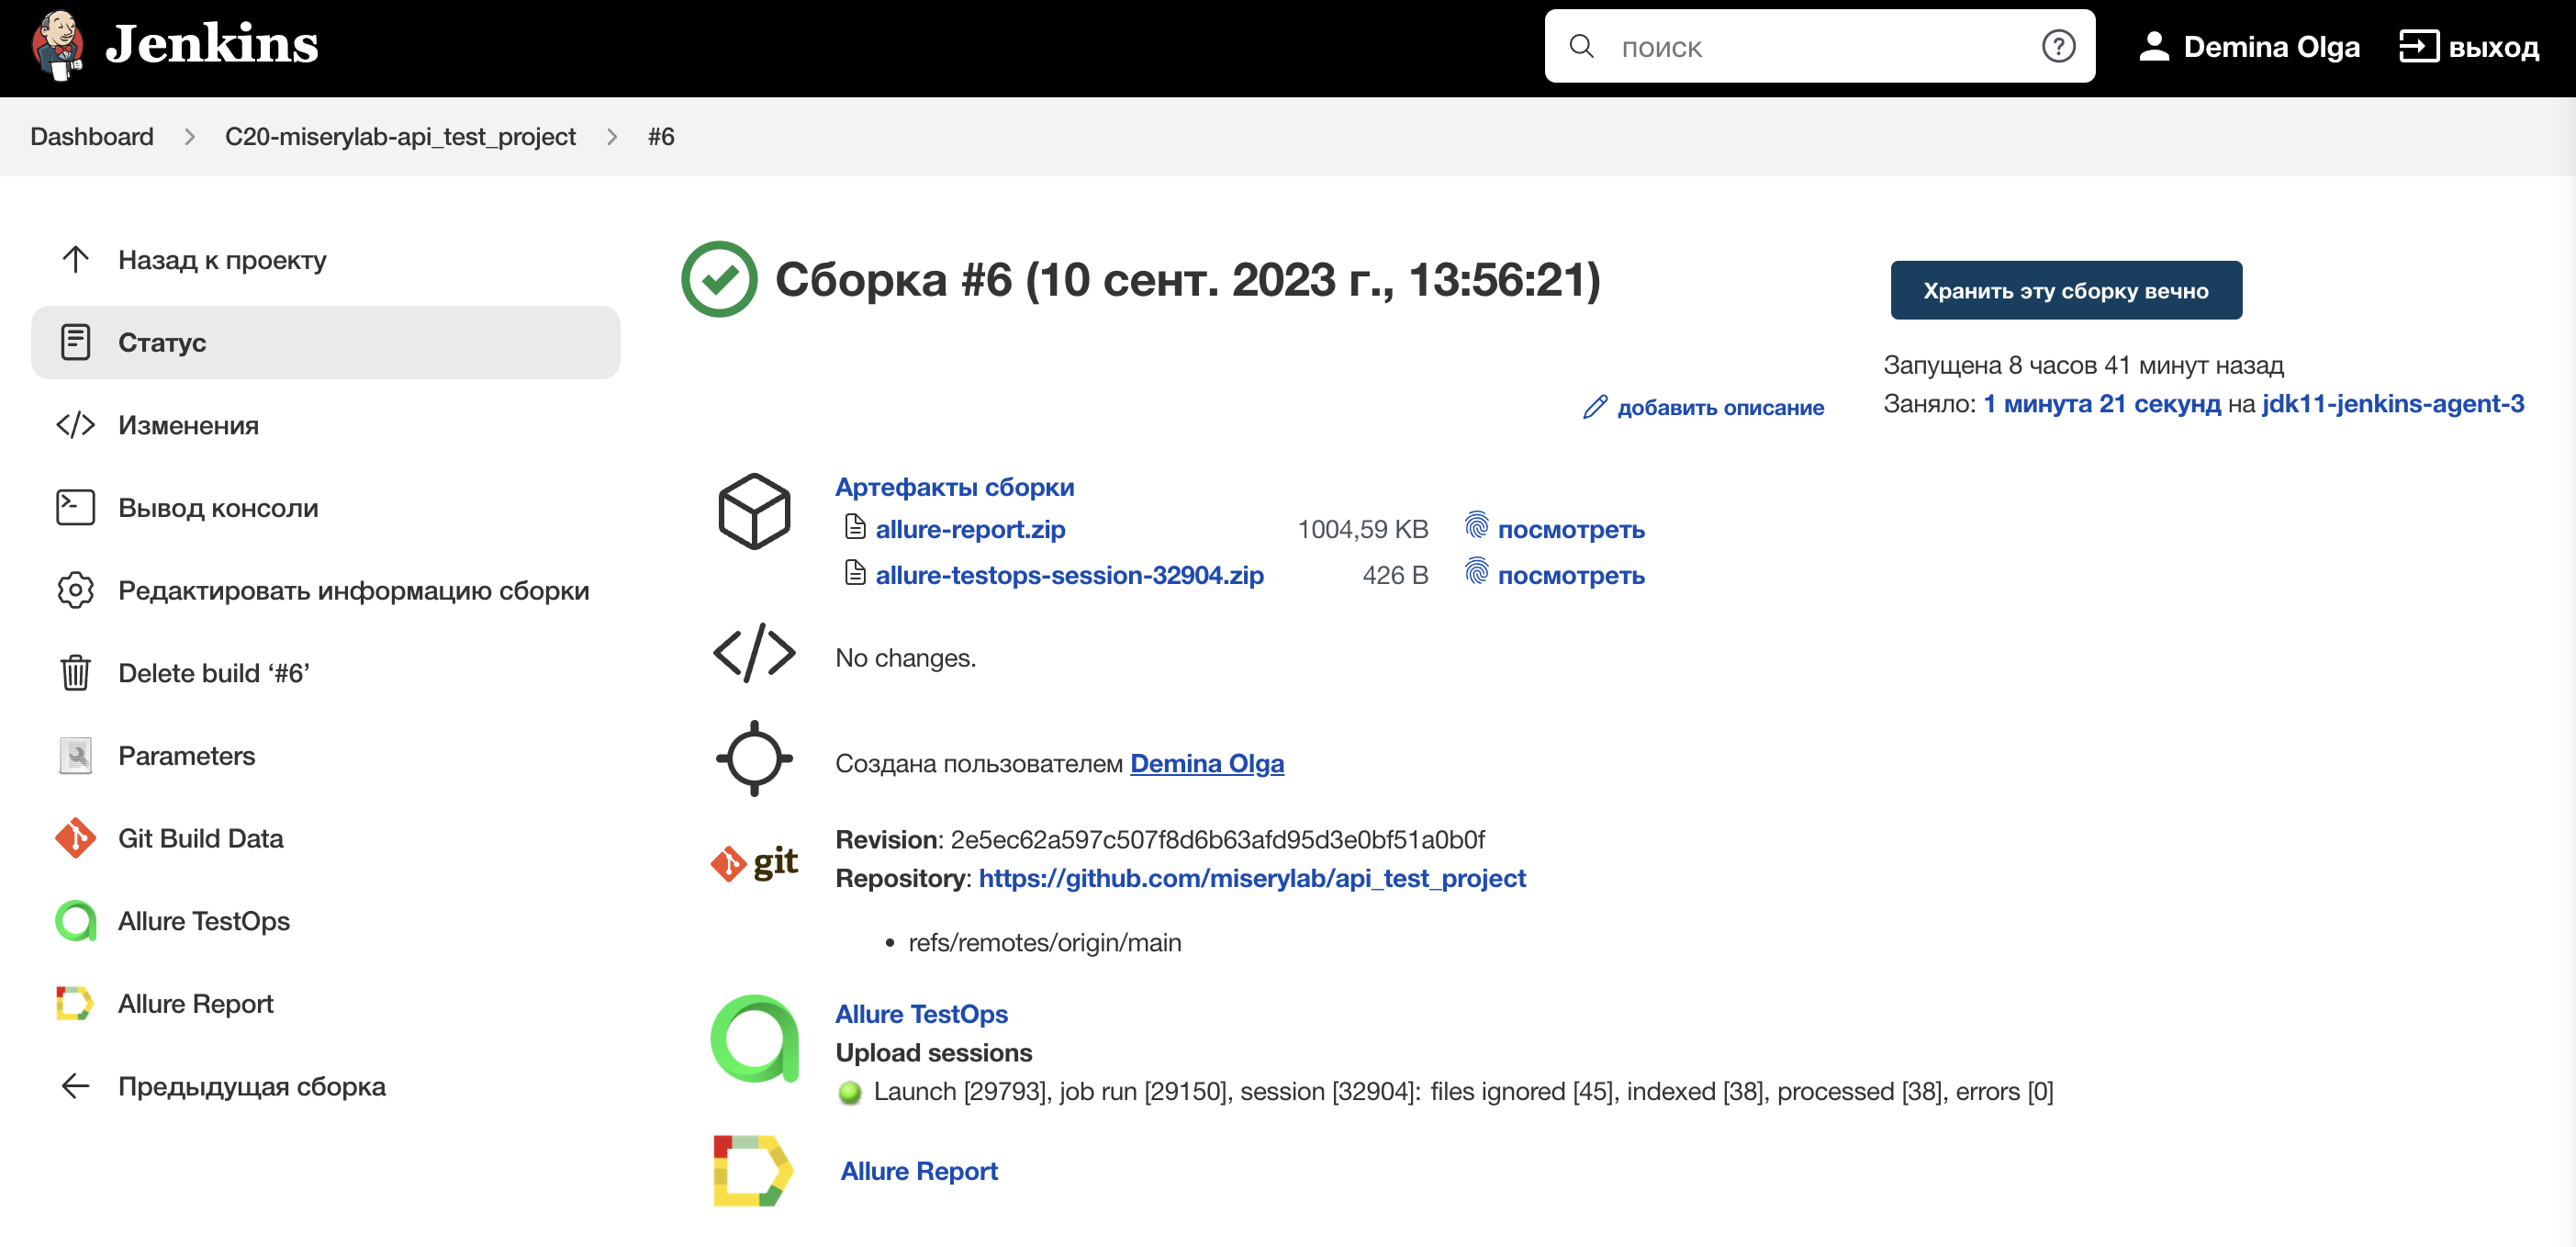 Jenkins
поиск
Demina Olga
выход
Dashboard > C20-miserylab-api_test_project > #6
Назад к проекту
Статус
Изменения
Вывод консоли
Редактировать информацию сборки
Delete build ‘#6’
Parameters
Git Build Data
Allure TestOps
Allure Report
Предыдущая сборка
Сборка #6 (10 сент. 2023 г., 13:56:21)
Хранить эту сборку вечно
Запущена 8 часов 41 минут назад
Заняло: 1 минута 21 секунд на jdk11-jenkins-agent-3
добавить описание
Артефакты сборки
allure-report.zip 1004,59 KB посмотреть
allure-testops-session-32904.zip 426 B посмотреть
No changes.
Создана пользователем Demina Olga
git
Revision: 2e5ec62a597c507f8d6b63afd95d3e0bf51a0b0f
Repository: https://github.com/miserylab/api_test_project
• refs/remotes/origin/main
Allure TestOps
Upload sessions
Launch [29793], job run [29150], session [32904]: files ignored [45], indexed [38], processed [38], errors [0]
Allure Report